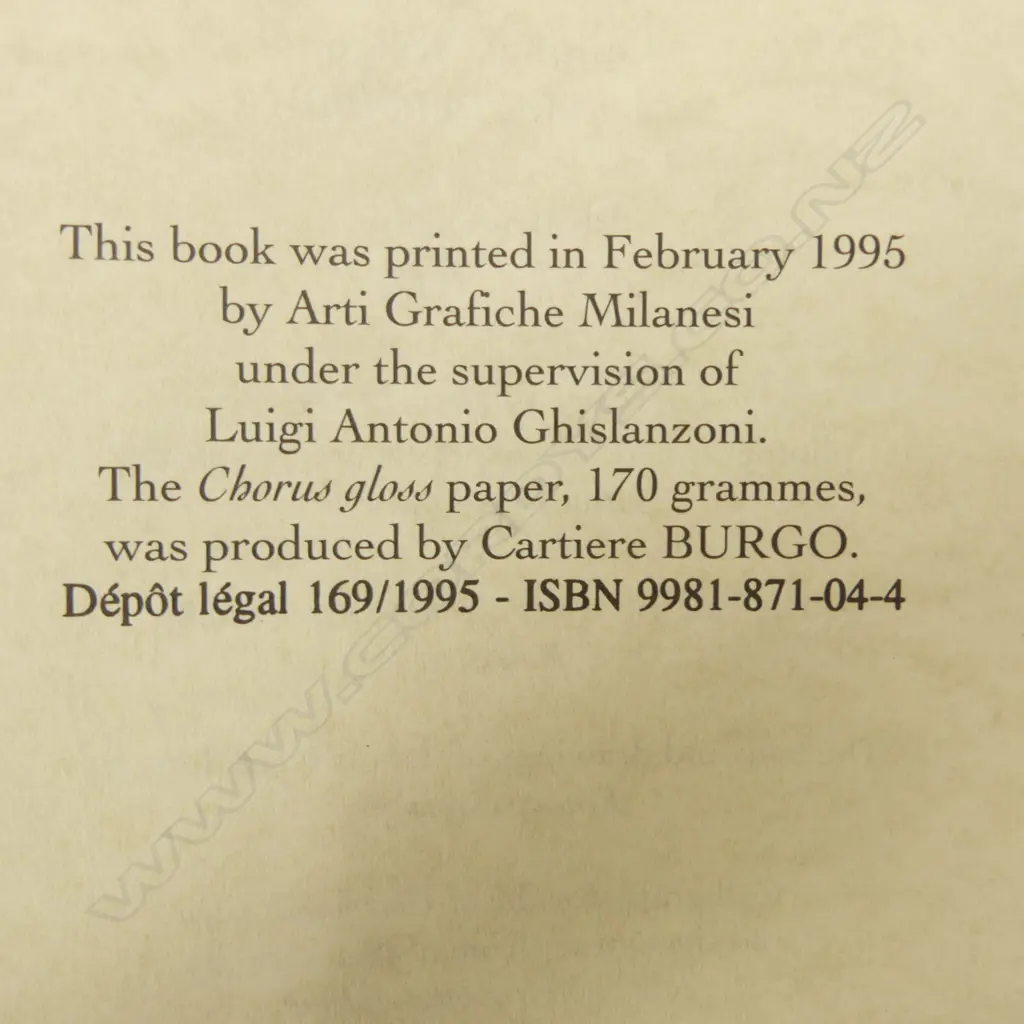 This book was printed in February 1995
by Arti Grafiche Milanesi
under the supervision of
Luigi Antonio Ghislanzoni.
The Chorus gloss paper, 170 grammes,
was produced by Cartiere BURGO.
Dépôt légal 169/1995 - ISBN 9981-871-04-4